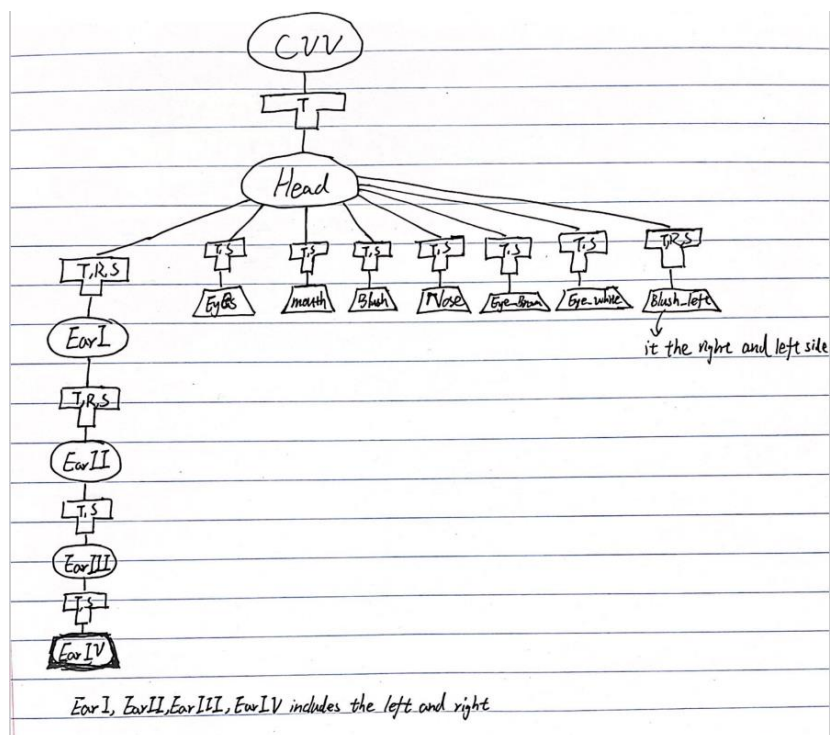 CVV
T
Head
T,R,S
T,S
T,S
T,S
T,S
T,S
T,S
T,R,S
Eyes
mouth
Blush
Nose
Eye_Brown
Eye_white
Blush_left
it the right and left side
EarI
T,R,S
EarII
T,S
EarIII
T,S
EarIV
EarI, EarII, EarIII, EarIV includes the left and right